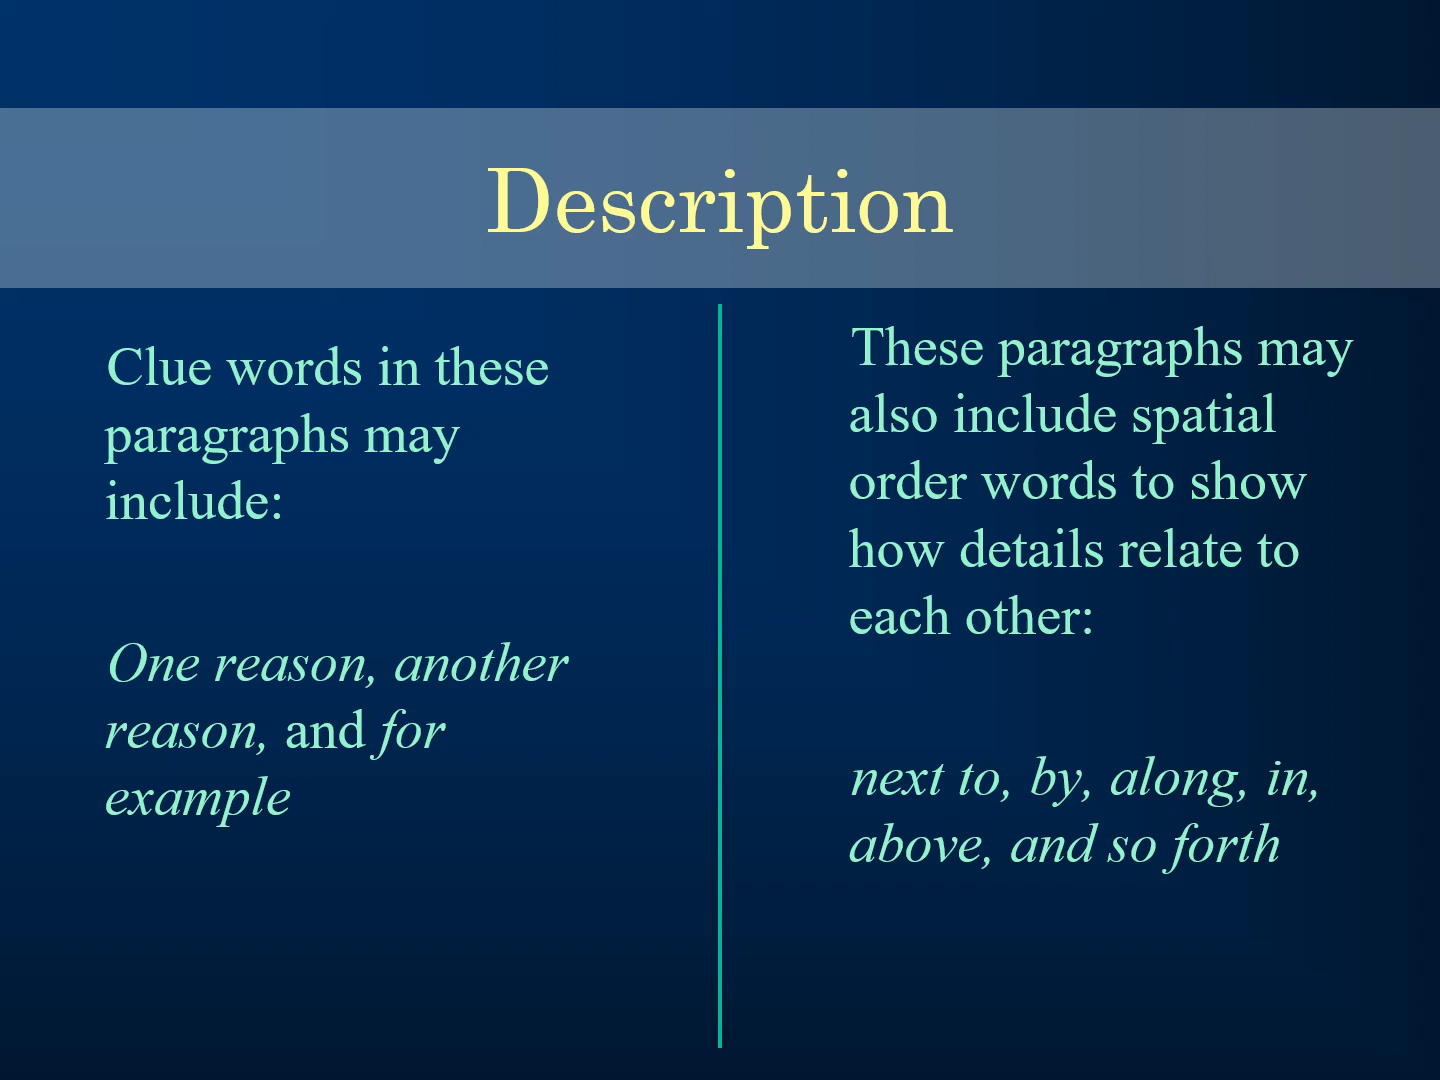 Description
Clue words in these
paragraphs may
include:
One reason, another
reason, and for
example
These paragraphs may
also include spatial
order words to show
how details relate to
each other:
next to, by, along, in,
above, and so forth